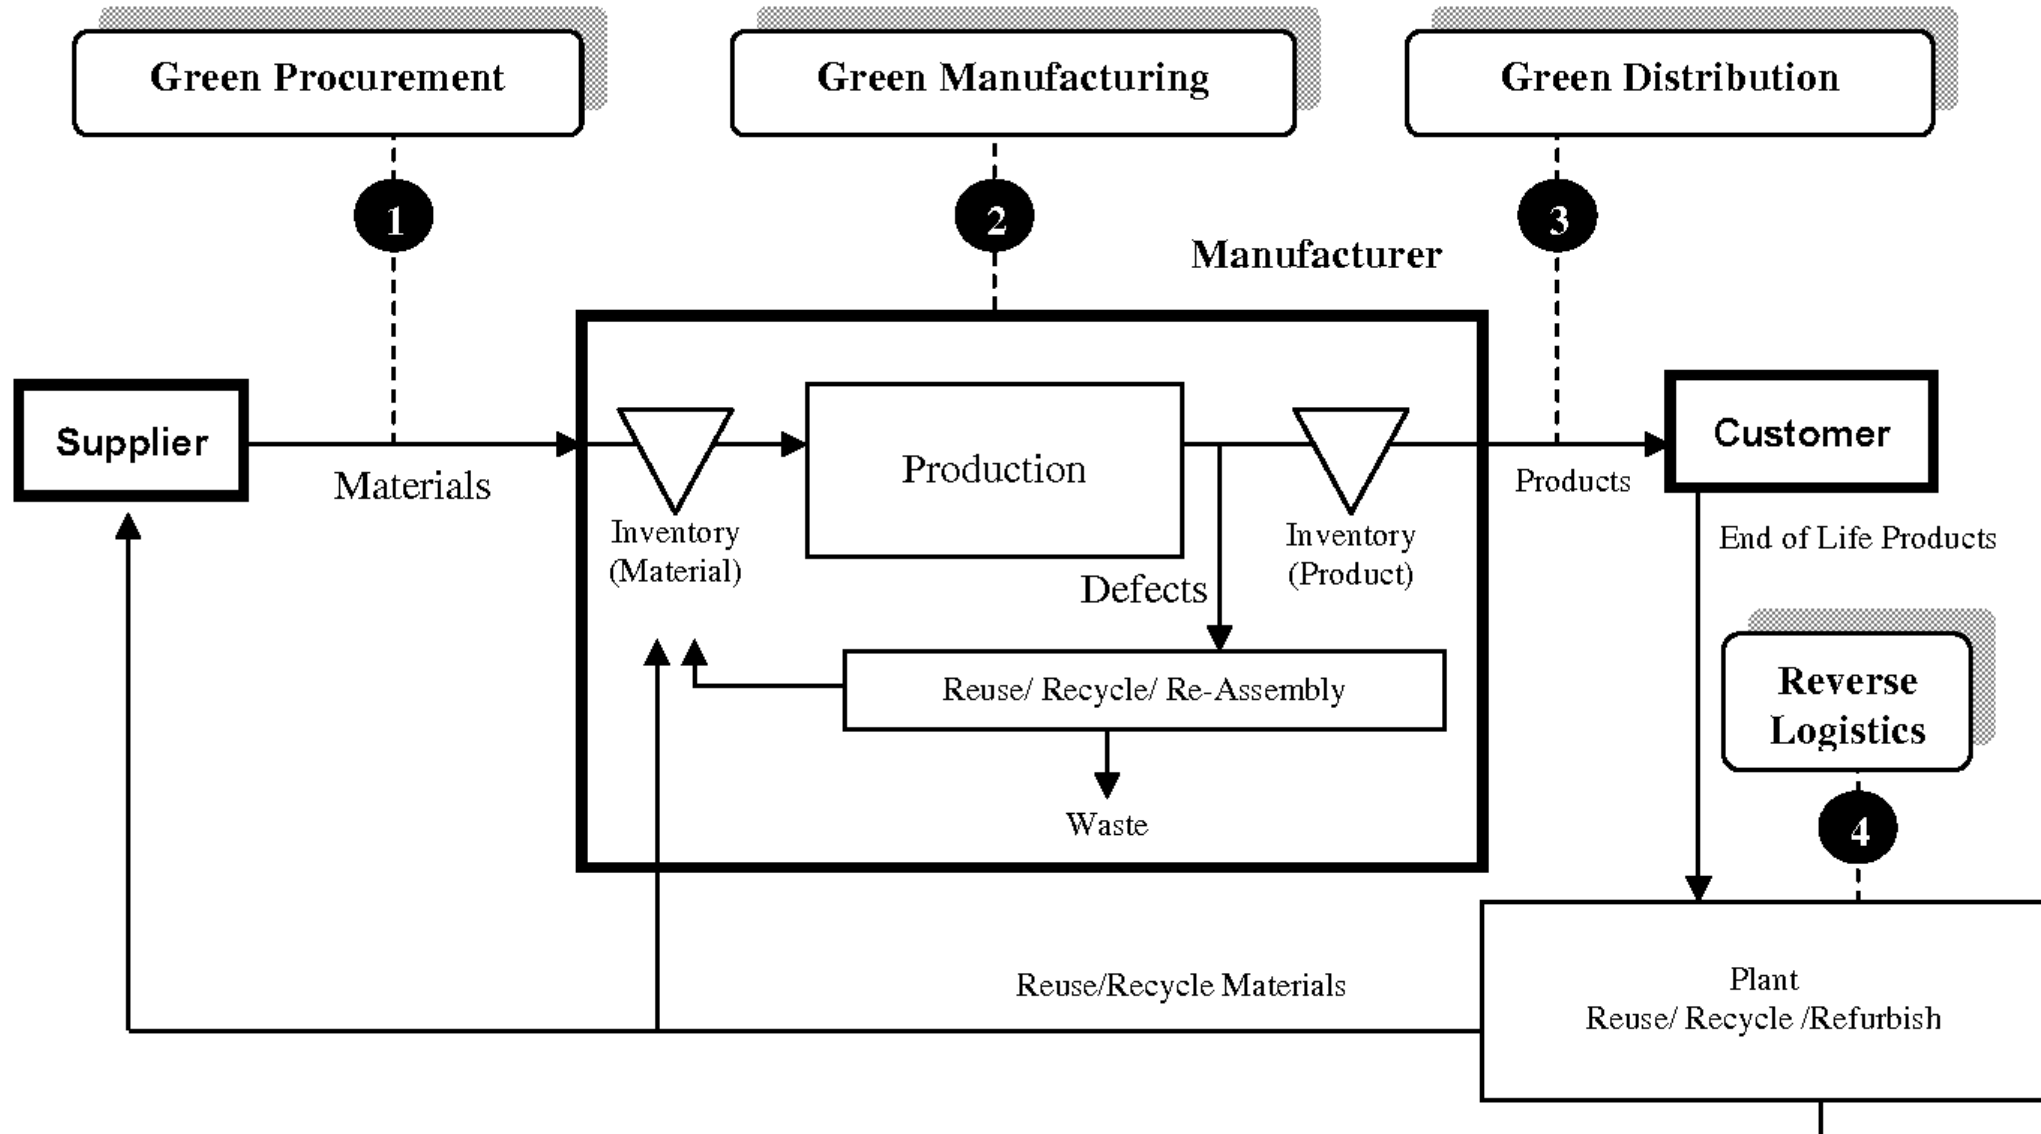 Green Procurement
Green Manufacturing
Green Distribution
1
2
3
Manufacturer
Supplier
Materials
Production
Customer
Products
Inventory
(Material)
Inventory
(Product)
Defects
End of Life Products
Reuse/ Recycle/ Re-Assembly
Waste
Reverse
Logistics
4
Reuse/Recycle Materials
Plant
Reuse/ Recycle /Refurbish